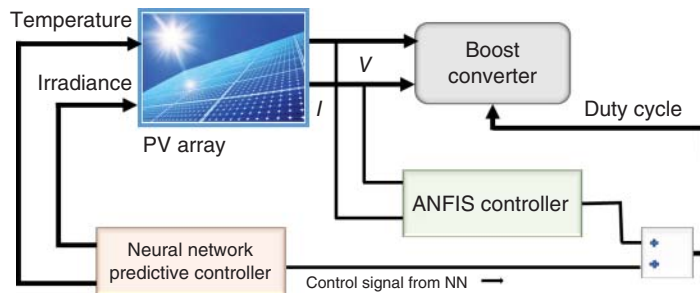 Temperature
Irradiance
V
I
PV array
Boost
converter
Duty cycle
ANFIS controller
Neural network
predictive controller
Control signal from NN
+
+